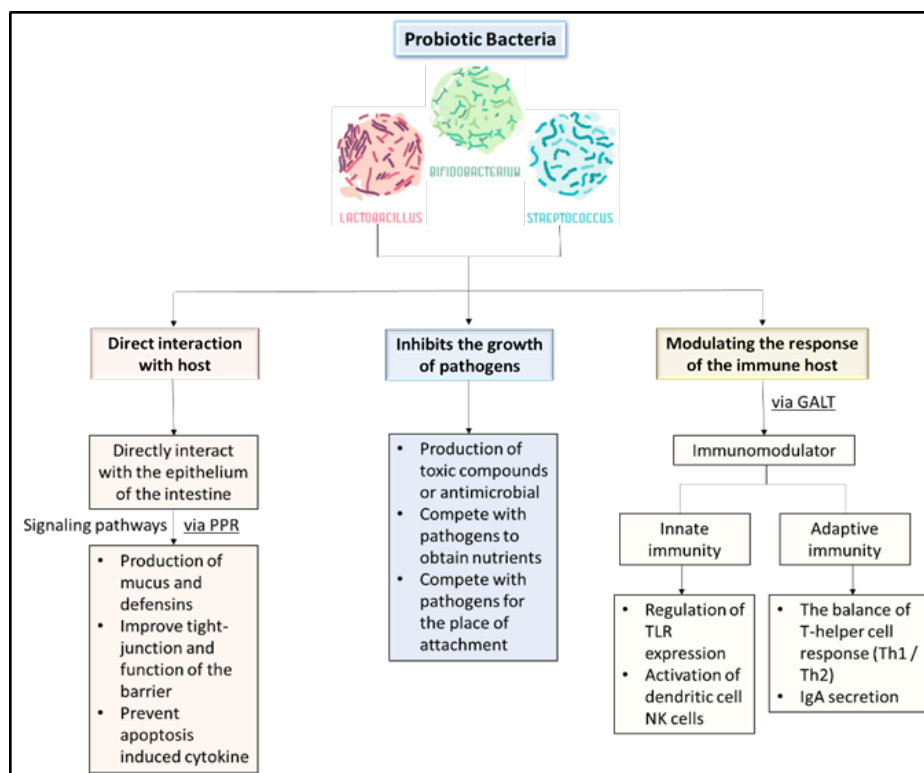 Probiotic Bacteria
BIFIDOBACTERIUM
LACTOBACILLUS
STREPTOCOCCUS
Direct interaction
with host
Directly interact
with the epithelium
of the intestine
Signaling pathways via PPR
• Production of
mucus and
defensins
• Improve tight-
junction and
function of the
barrier
• Prevent
apoptosis
induced cytokine
Inhibits the growth
of pathogens
• Production of
toxic compounds
or antimicrobial
• Compete with
pathogens to
obtain nutrients
• Compete with
pathogens for
the place of
attachment
Modulating the response
of the immune host
via GALT
Immunomodulator
Innate
immunity
• Regulation of
TLR
expression
• Activation of
dendritic cell
NK cells
Adaptive
immunity
• The balance of
T-helper cell
response (Th1 /
Th2)
• IgA secretion